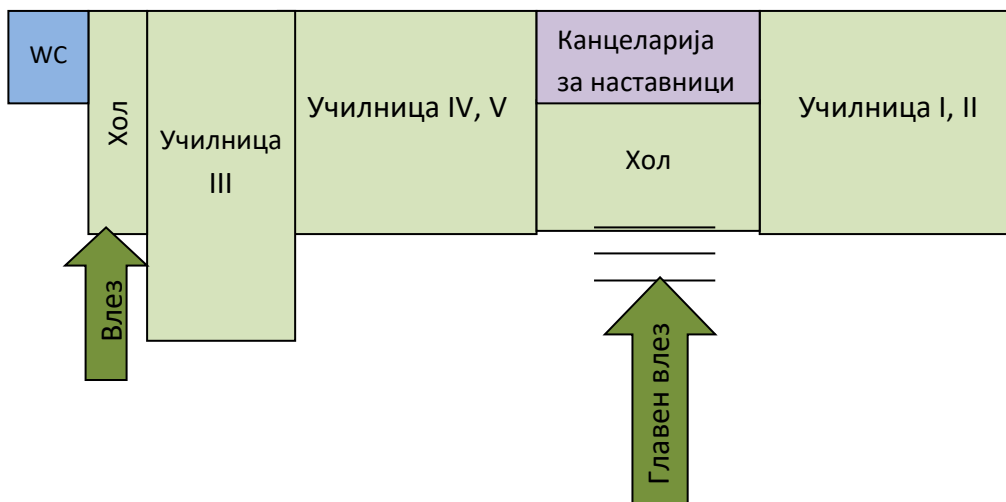 WC
Хол
Училница
III
Училница IV, V
Канцеларија
за наставници
Хол
Училница I, II
Влез
Главен влез